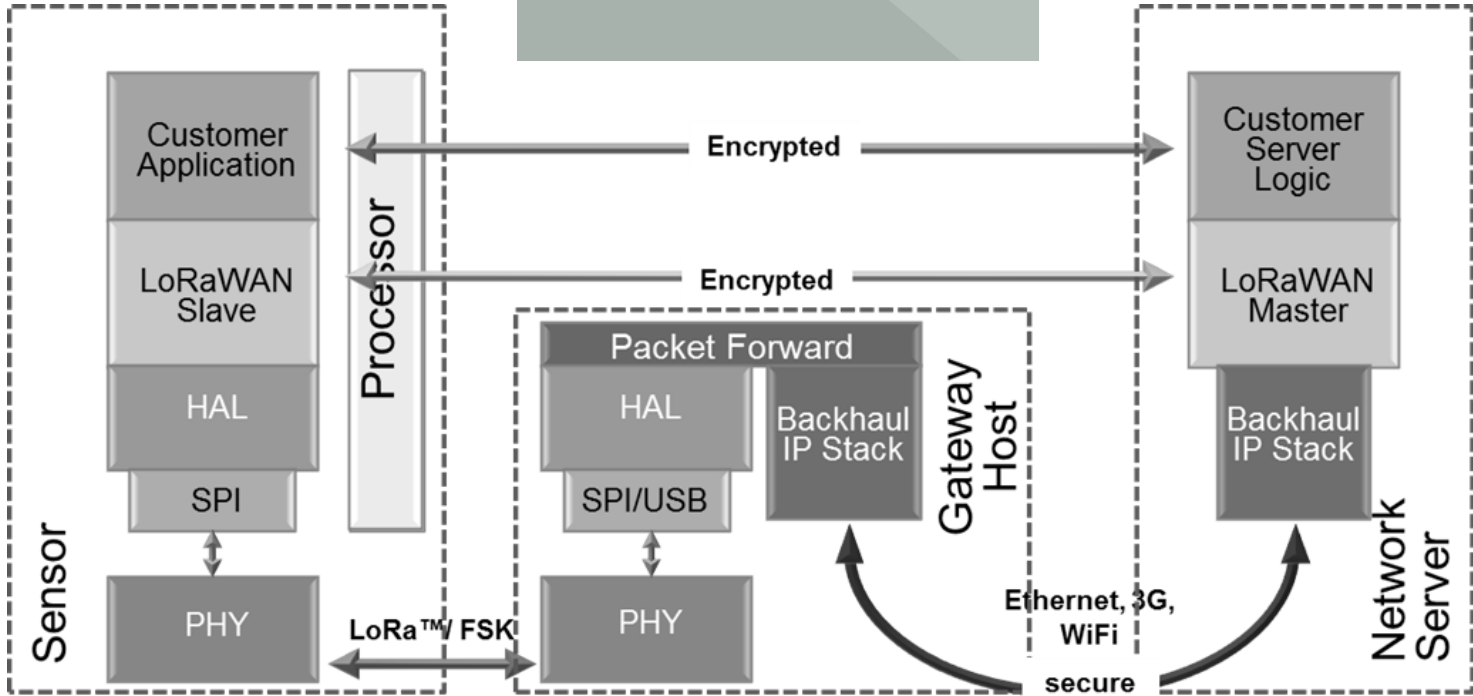 Customer
Application
LoRaWAN
Slave
HAL
SPI
PHY
Sensor
Processor
Encrypted
Encrypted
LoRa™/ FSK
Packet Forward
HAL
SPI/USB
PHY
Backhaul
IP Stack
Gateway
Host
Ethernet, 3G,
WiFi
secure
Customer
Server
Logic
LoRaWAN
Master
Backhaul
IP Stack
Network
Server